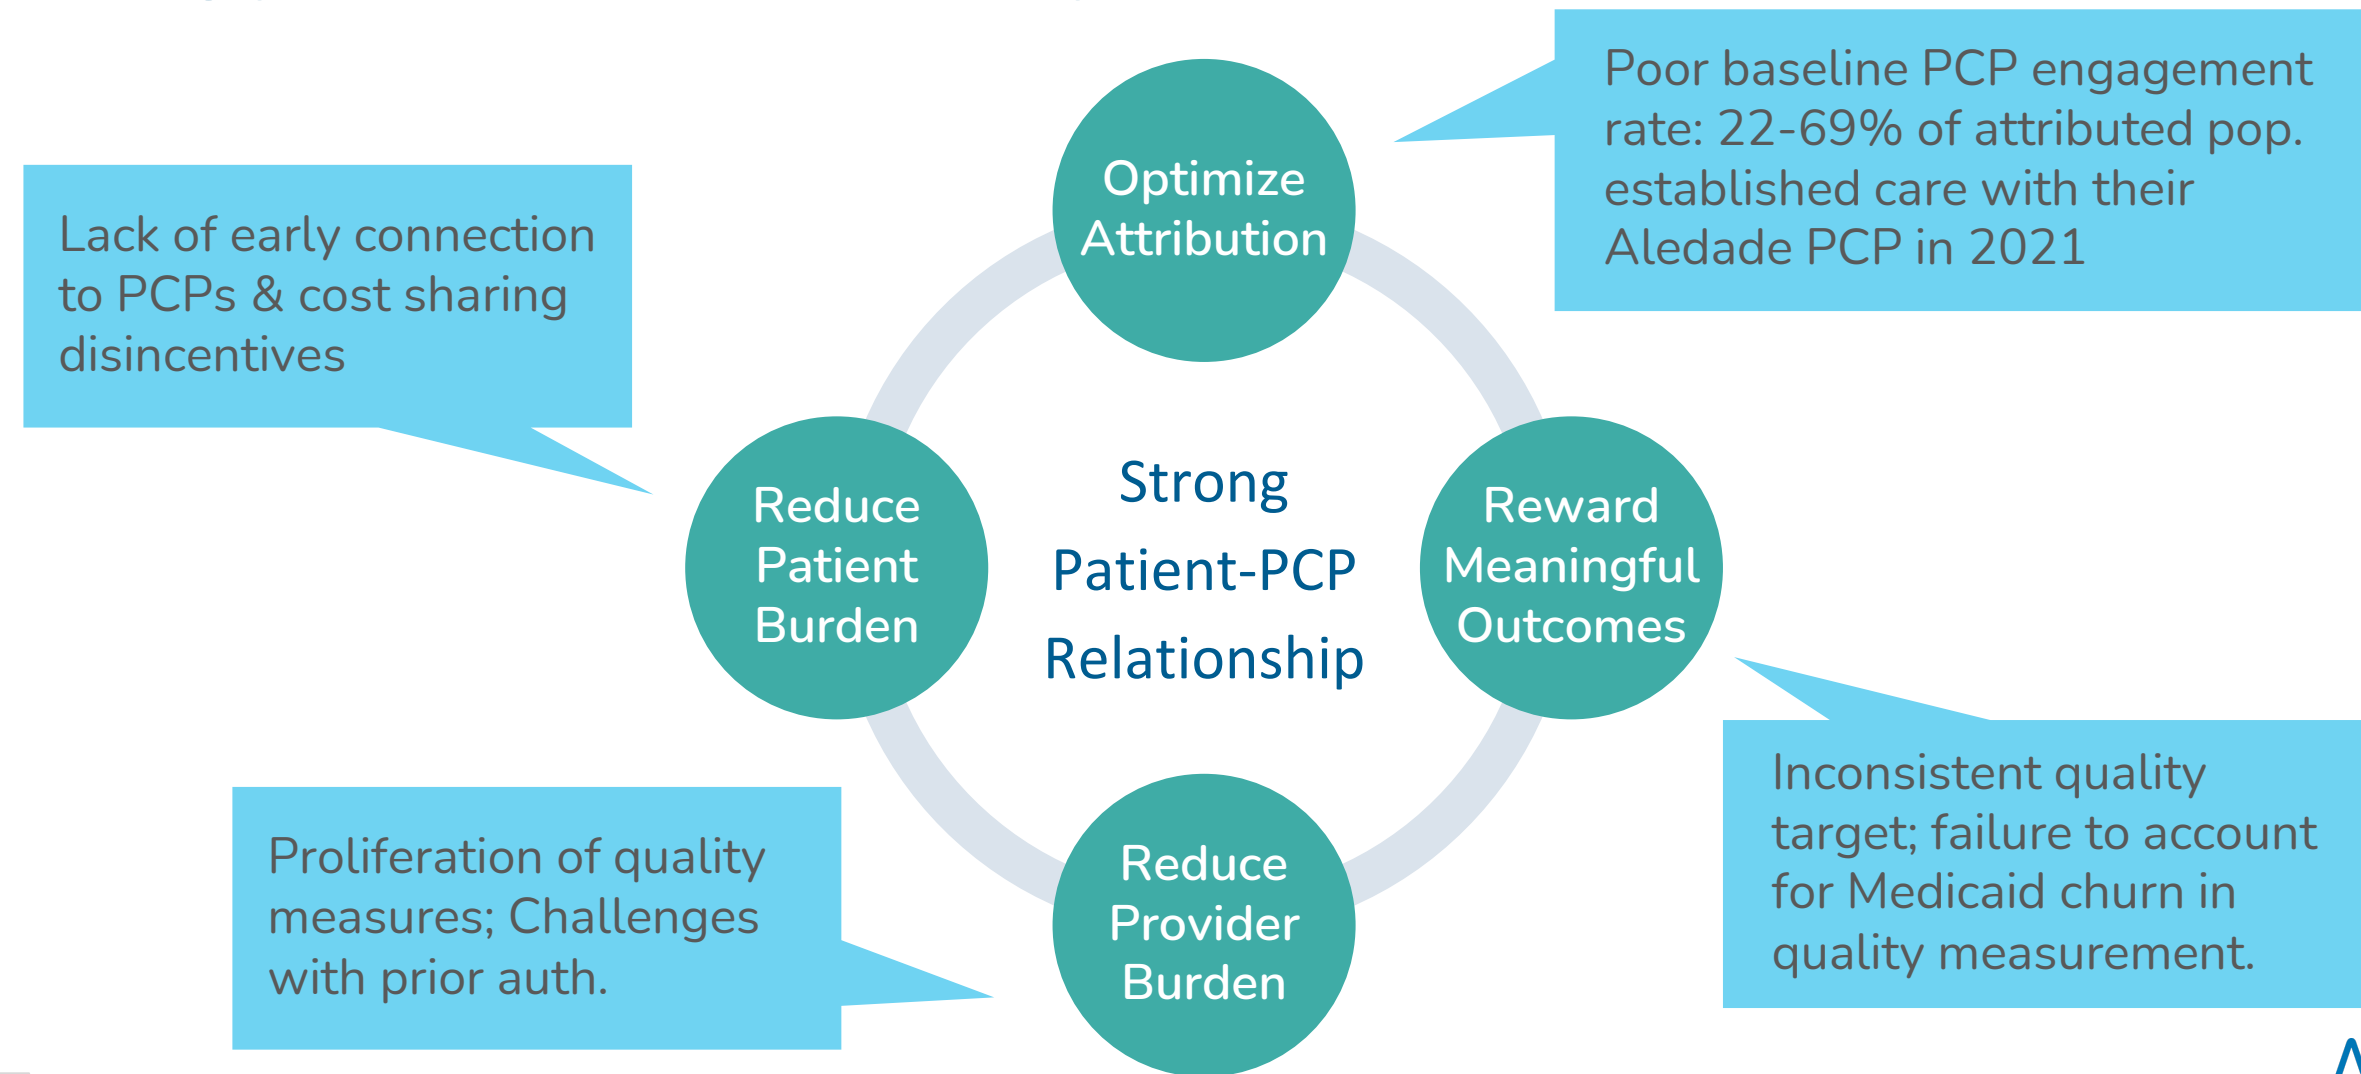 Poor baseline PCP engagement
rate: 22-69% of attributed pop.
established care with their
Aledade PCP in 2021
Optimize
Attribution
Lack of early connection
to PCPs & cost sharing
disincentives
Reduce
Patient
Burden
Strong
Patient-PCP
Relationship
Reward
Meaningful
Outcomes
Inconsistent quality
target; failure to account
for Medicaid churn in
quality measurement.
Proliferation of quality
measures; Challenges
with prior auth.
Reduce
Provider
Burden